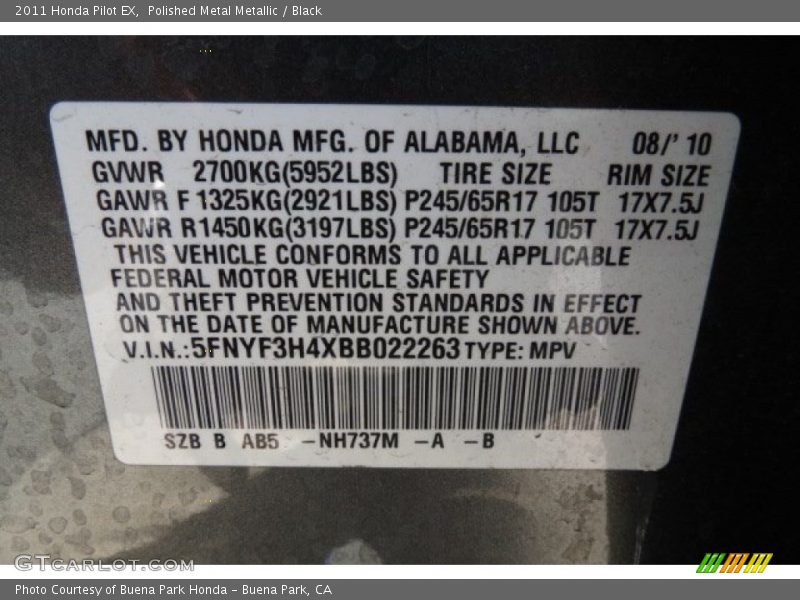 2011 Honda Pilot EX, Polished Metal Metallic / Black
MFD. BY HONDA MFG. OF ALABAMA, LLC 08/' 10
GVWR 2700KG(5952LBS) TIRE SIZE RIM SIZE
GAWR F 1325KG(2921LBS) P245/65R17 105T 17X7.5J
GAWR R1450KG(3197LBS) P245/65R17 105T 17X7.5J
THIS VEHICLE CONFORMS TO ALL APPLICABLE
FEDERAL MOTOR VEHICLE SAFETY
AND THEFT PREVENTION STANDARDS IN EFFECT
ON THE DATE OF MANUFACTURE SHOWN ABOVE.
V.I.N.:5FNYF3H4XBB022263 TYPE: MPV
SZB B AB5 -NH737M -A -B
GTCarLot.com
Photo Courtesy of Buena Park Honda - Buena Park, CA